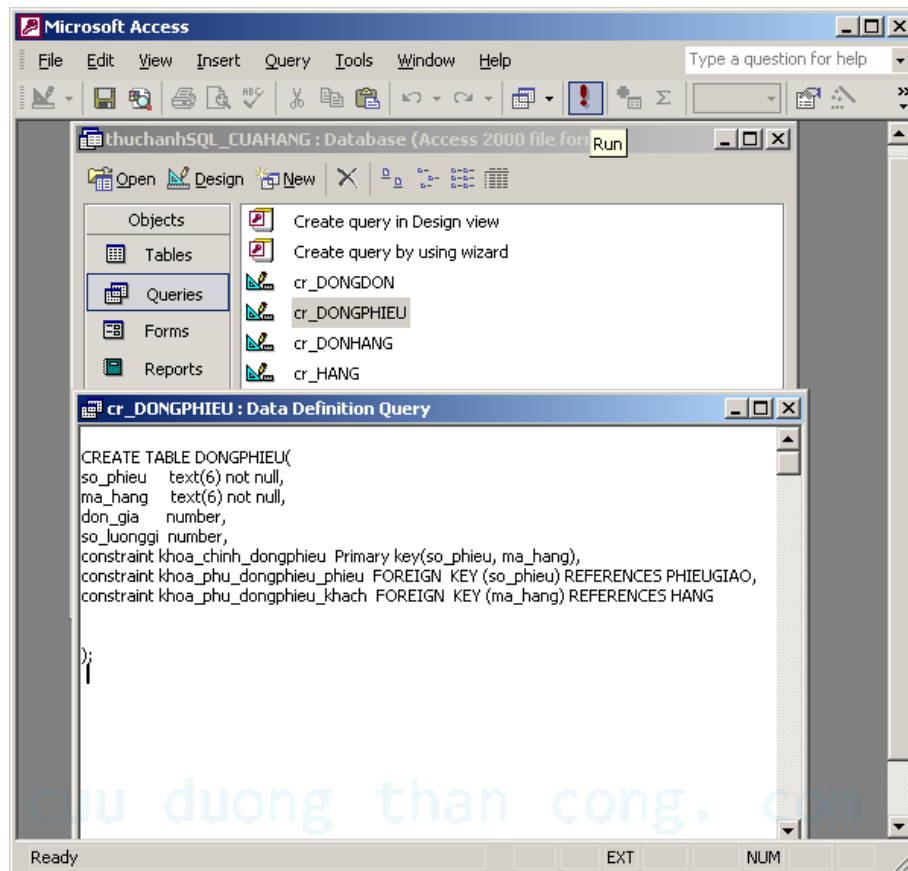 Microsoft Access
File Edit View Insert Query Tools Window Help Type a question for help
ABC
thuchanhSQL_CUAHANG : Database (Access 2000 file for
Run
Open Design New
Objects
Create query in Design view
Tables
Create query by using wizard
Queries
cr_DONGDON
cr_DONGPHIEU
Forms
cr_DONHANG
Reports
cr_HANG
cr_DONGPHIEU : Data Definition Query
CREATE TABLE DONGPHIEU(
so_phieu text(6) not null,
ma_hang text(6) not null,
don_gia number,
so_luonggi number,
constraint khoa_chinh_dongphieu Primary key(so_phieu, ma_hang),
constraint khoa_phu_dongphieu_phieu FOREIGN KEY (so_phieu) REFERENCES PHIEUGIAO,
constraint khoa_phu_dongphieu_khach FOREIGN KEY (ma_hang) REFERENCES HANG
);
cuu duong than cong. com
Ready EXT NUM